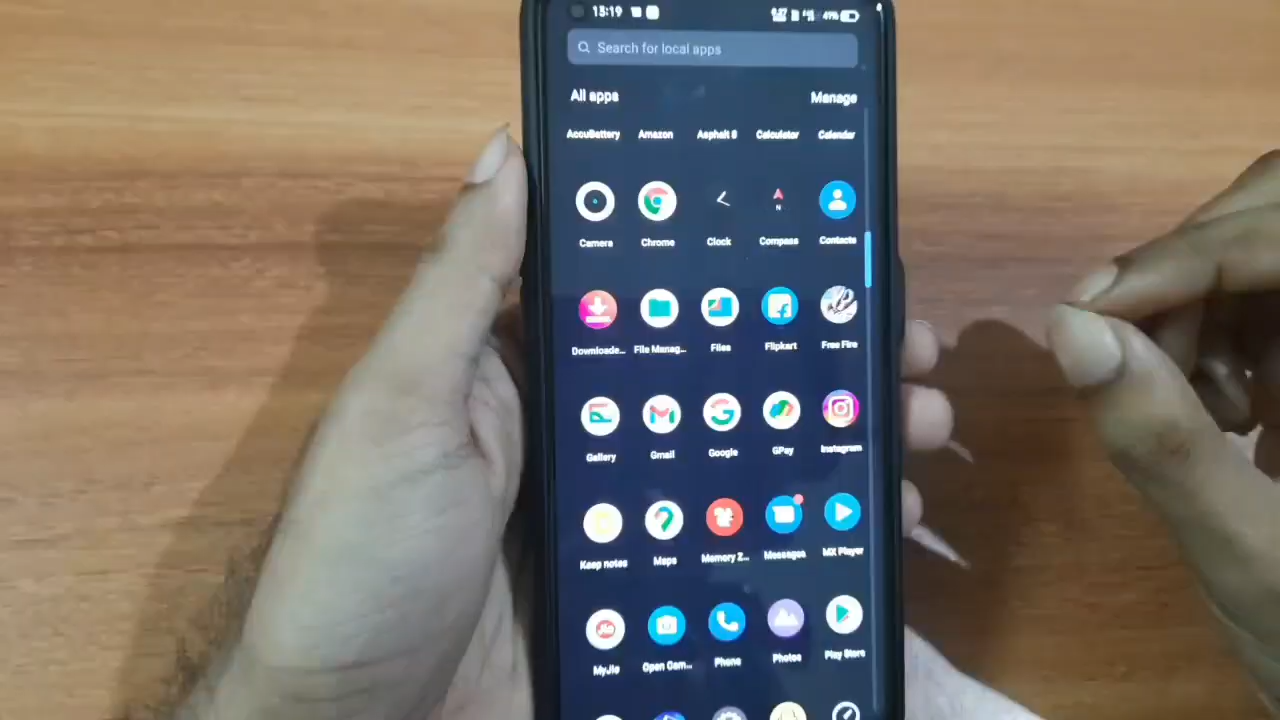 13:19 41%
Search for local apps
All apps Manage
AccuBattery Amazon Asphalt 8 Calculator Calendar
N
Camera Chrome Clock Compass Contacts
Downloade... File Manag... Files Flipkart Free Fire
Gallery Gmail Google GPay Instagram
Keep notes Maps Memory Z... Messages MX Player
Jio
MyJio Open Cam... Phone Photos Play Store